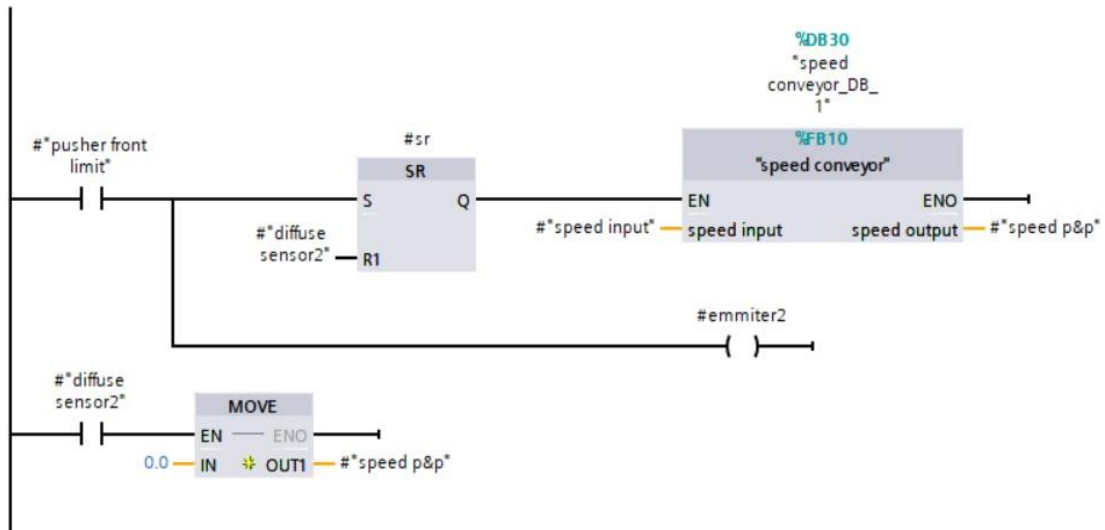 %DB30
"speed
conveyor_DB_
1"
#"pusher front
limit"
#sr
SR
S
Q
#"diffuse
sensor2"
R1
%FB10
"speed conveyor"
EN
ENO
#"speed input"
speed input
speed output
#"speed p&p"
#emmiter2
#"diffuse
sensor2"
MOVE
EN
ENO
0.0
IN
OUT1
#"speed p&p"